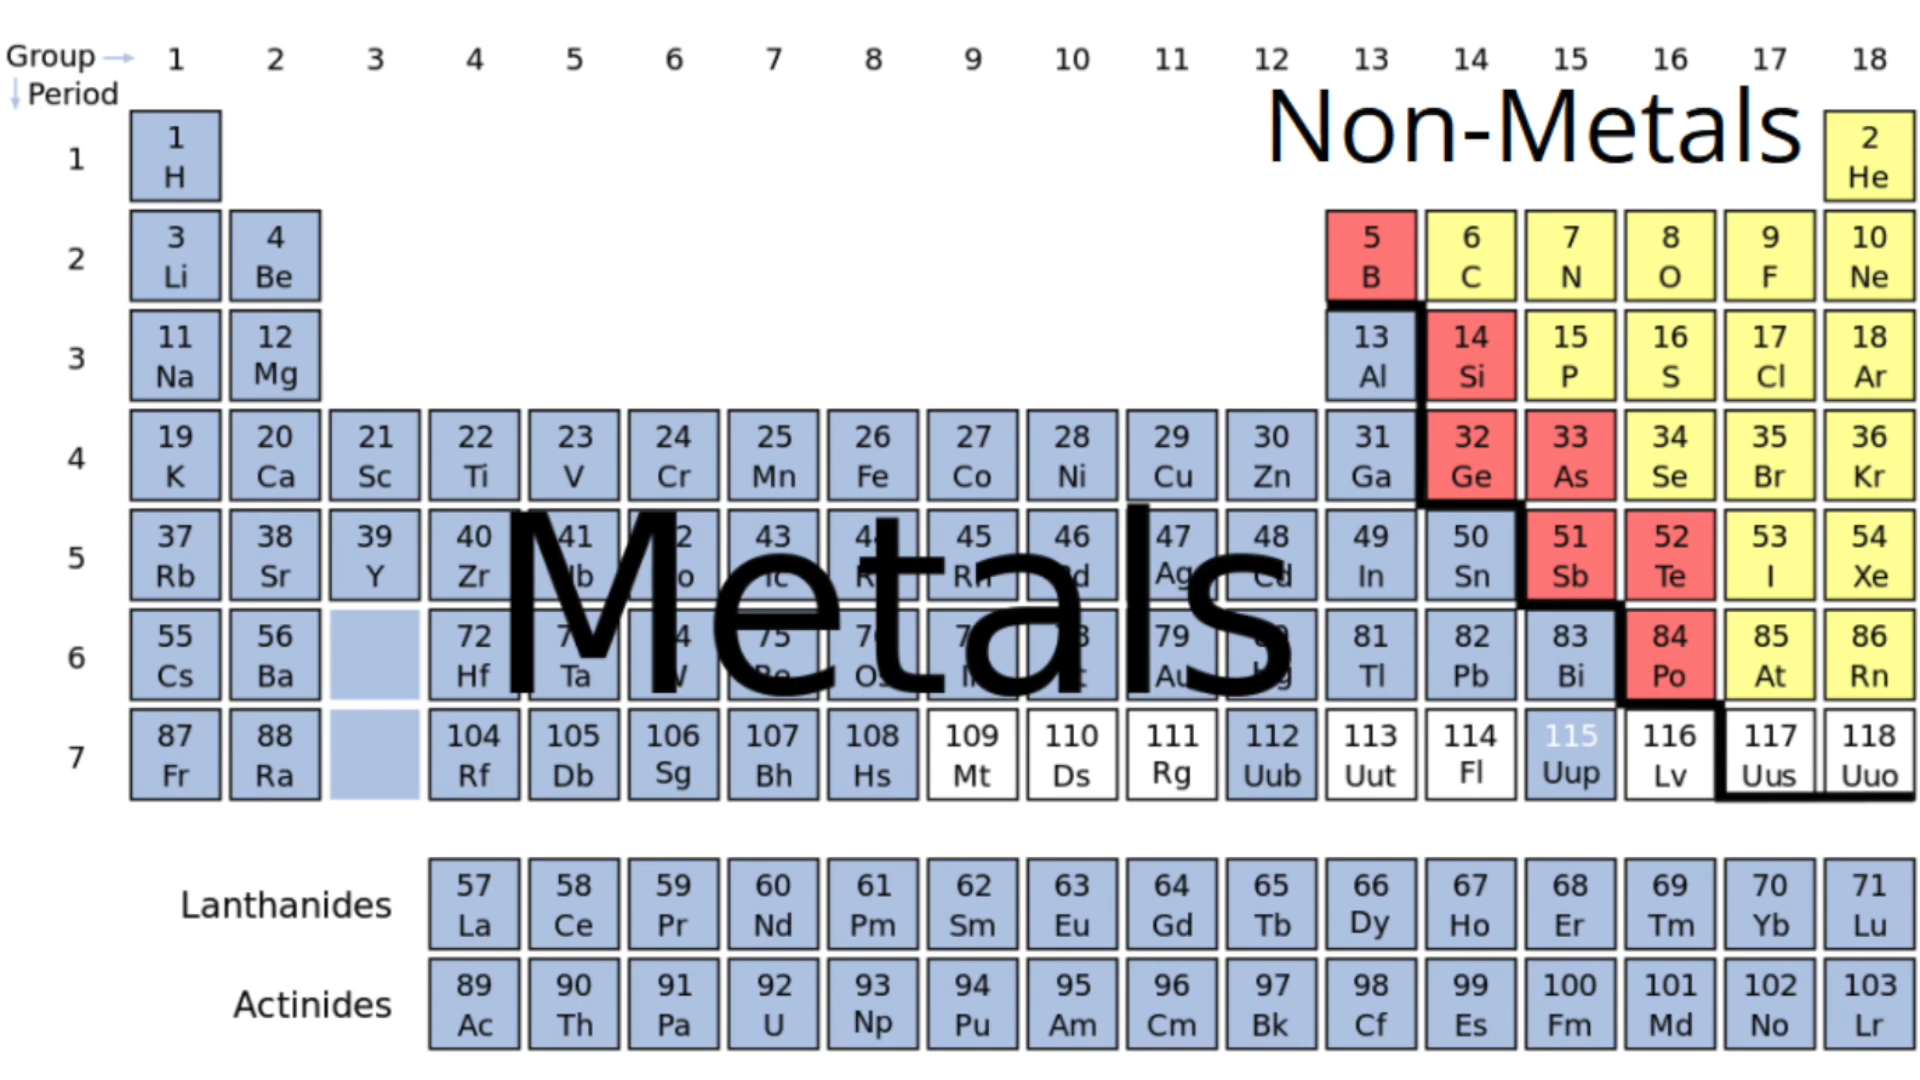 Group → 1 2 3 4 5 6 7 8 9 10 11 12 13 14 15 16 17 18
↓ Period
Non-Metals
1 1 2
H He
2 3 4 5 6 7 8 9 10
Li Be B C N O F Ne
3 11 12 13 14 15 16 17 18
Na Mg Al Si P S Cl Ar
4 19 20 21 22 23 24 25 26 27 28 29 30 31 32 33 34 35 36
K Ca Sc Ti V Cr Mn Fe Co Ni Cu Zn Ga Ge As Se Br Kr
Metals
5 37 38 39 40 41 43 45 46 47 48 49 50 51 52 53 54
Rb Sr Y Zr Rh Ag Cd In Sn Sb Te I Xe
6 55 56 72 75 79 81 82 83 84 85 86
Cs Ba Hf Ta Au Tl Pb Bi Po At Rn
7 87 88 104 105 106 107 108 109 110 111 112 113 114 115 116 117 118
Fr Ra Rf Db Sg Bh Hs Mt Ds Rg Uub Uut Fl Uup Lv Uus Uuo
Lanthanides 57 58 59 60 61 62 63 64 65 66 67 68 69 70 71
La Ce Pr Nd Pm Sm Eu Gd Tb Dy Ho Er Tm Yb Lu
Actinides 89 90 91 92 93 94 95 96 97 98 99 100 101 102 103
Ac Th Pa U Np Pu Am Cm Bk Cf Es Fm Md No Lr